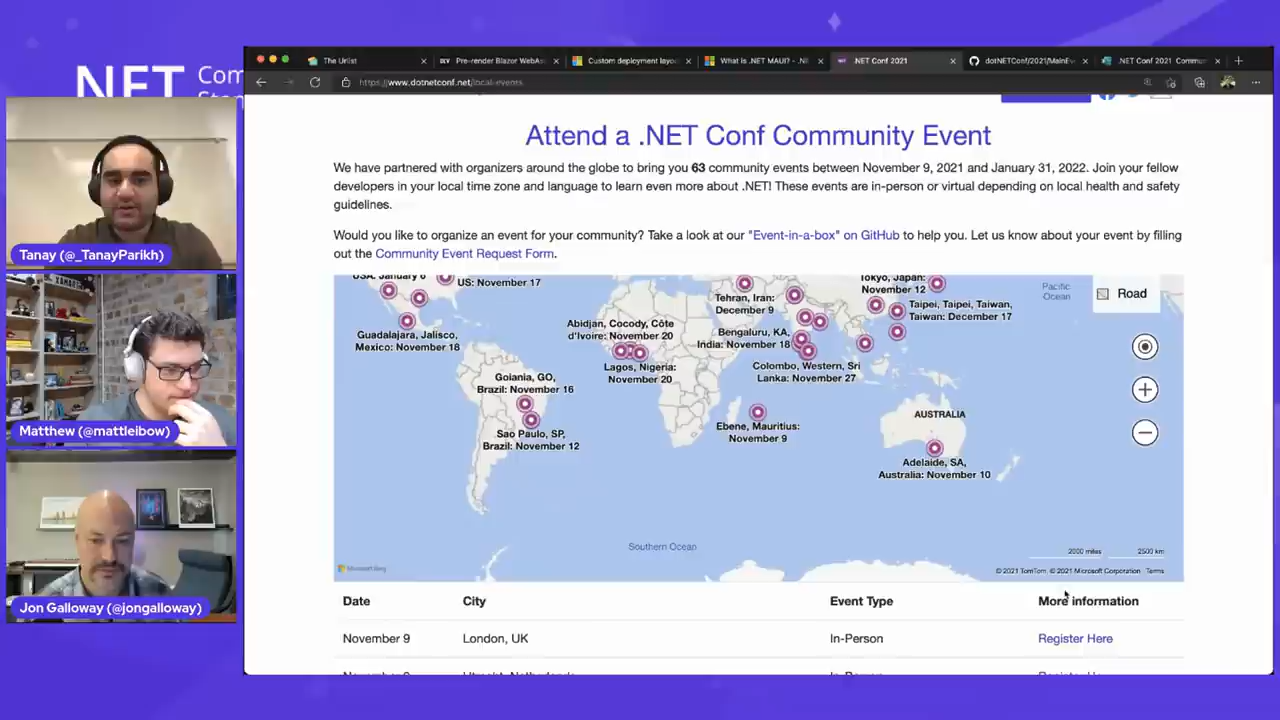 .NET Com
The Urlist
Pre-render Blazor WebAs
Custom deployment layou
What is .NET MAUI? - .NE
.NET Conf 2021
dotNETConf/2021/MainEv
.NET Conf 2021 Commun
https://www.dotnetconf.net/local-events
Attend a .NET Conf Community Event
We have partnered with organizers around the globe to bring you 63 community events between November 9, 2021 and January 31, 2022. Join your fellow
developers in your local time zone and language to learn even more about .NET! These events are in-person or virtual depending on local health and safety
guidelines.
Would you like to organize an event for your community? Take a look at our "Event-in-a-box" on GitHub to help you. Let us know about your event by filling
out the Community Event Request Form.
USA: January 6
US: November 17
Guadalajara, Jalisco,
Mexico: November 18
Abidjan, Cocody, Côte
d'Ivoire: November 20
Lagos, Nigeria:
November 20
Goiania, GO,
Brazil: November 16
Sao Paulo, SP,
Brazil: November 12
Tehran, Iran:
December 9
Bengaluru, KA,
India: November 18
Colombo, Western, Sri
Lanka: November 27
Ebene, Mauritius:
November 9
Tokyo, Japan:
November 12
Taipei, Taipei, Taiwan,
Taiwan: December 17
AUSTRALIA
Adelaide, SA,
Australia: November 10
Pacific
Ocean
Road
Southern Ocean
2000 miles 2500 km
Microsoft Bing
© 2021 TomTom, © 2021 Microsoft Corporation Terms
Date City Event Type More information
November 9 London, UK In-Person Register Here
Tanay (@_TanayParikh)
Matthew (@mattleibow)
Jon Galloway (@jongalloway)